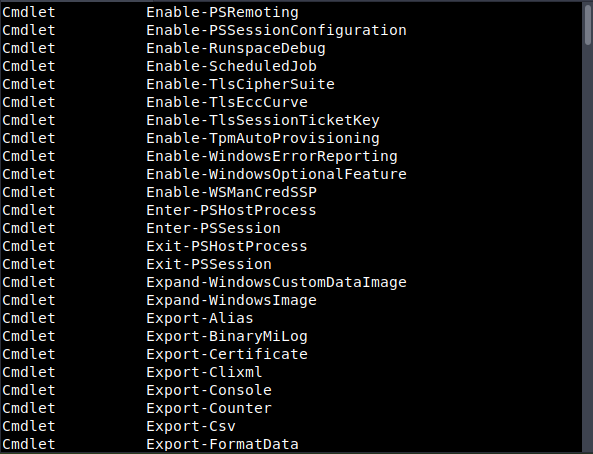 Cmdlet          Enable-PSRemoting
Cmdlet          Enable-PSSessionConfiguration
Cmdlet          Enable-RunspaceDebug
Cmdlet          Enable-ScheduledJob
Cmdlet          Enable-TlsCipherSuite
Cmdlet          Enable-TlsEccCurve
Cmdlet          Enable-TlsSessionTicketKey
Cmdlet          Enable-TpmAutoProvisioning
Cmdlet          Enable-WindowsErrorReporting
Cmdlet          Enable-WindowsOptionalFeature
Cmdlet          Enable-WSManCredSSP
Cmdlet          Enter-PSHostProcess
Cmdlet          Enter-PSSession
Cmdlet          Exit-PSHostProcess
Cmdlet          Exit-PSSession
Cmdlet          Expand-WindowsCustomDataImage
Cmdlet          Expand-WindowsImage
Cmdlet          Export-Alias
Cmdlet          Export-BinaryMiLog
Cmdlet          Export-Certificate
Cmdlet          Export-Clixml
Cmdlet          Export-Console
Cmdlet          Export-Counter
Cmdlet          Export-Csv
Cmdlet          Export-FormatData